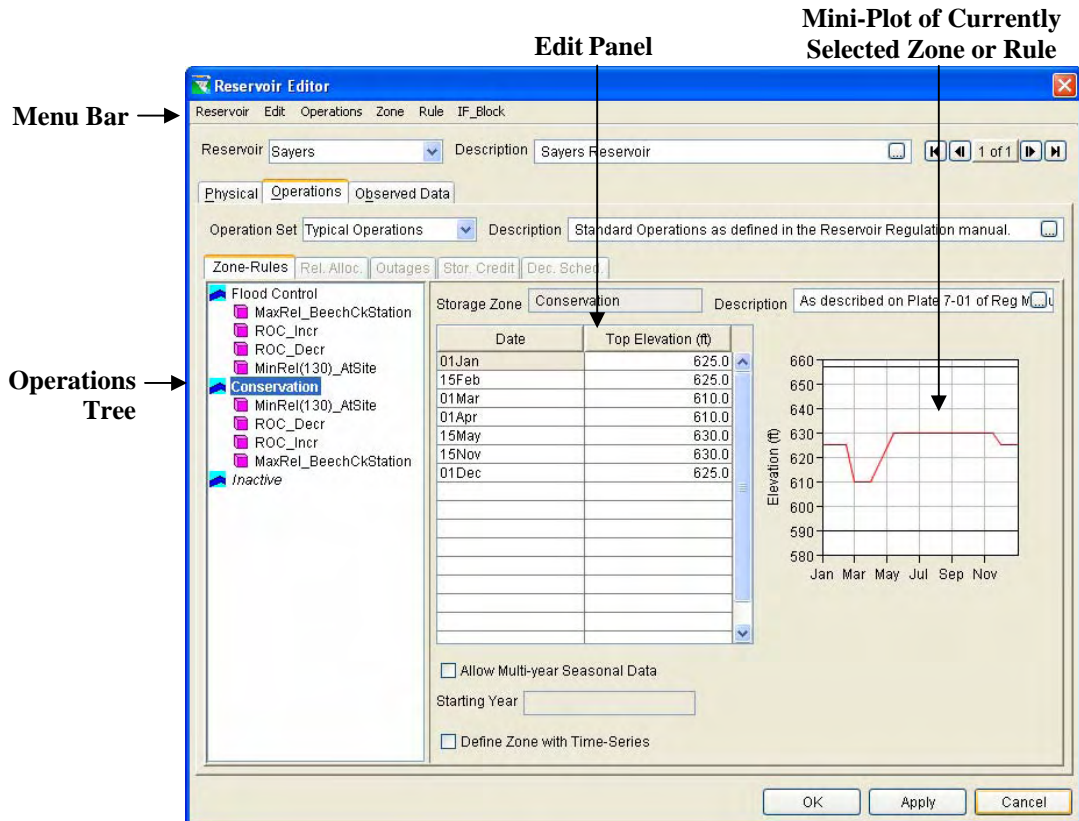 Mini-Plot of Currently
Selected Zone or Rule
Edit Panel
Menu Bar
Operations
Tree
Reservoir Editor
Reservoir Edit Operations Zone Rule IF_Block
Reservoir Sayers Description Sayers Reservoir ... 1 of 1
Physical Operations Observed Data
Operation Set Typical Operations Description Standard Operations as defined in the Reservoir Regulation manual. ...
Zone-Rules Rel. Alloc. Outages Stor. Credit Dec. Sched.
Flood Control
MaxRel_BeechCkStation
ROC_Incr
ROC_Decr
MinRel(130)_AtSite
Conservation
MinRel(130)_AtSite
ROC_Decr
ROC_Incr
MaxRel_BeechCkStation
Inactive
Storage Zone Conservation Description As described on Plate 7-01 of Reg M ...
Date Top Elevation (ft)
01Jan 625.0
15Feb 625.0
01Mar 610.0
01Apr 610.0
15May 630.0
15Nov 630.0
01Dec 625.0
Elevation (ft)
660
650
640
630
620
610
600
590
580
Jan Mar May Jul Sep Nov
Allow Multi-year Seasonal Data
Starting Year
Define Zone with Time-Series
OK Apply Cancel